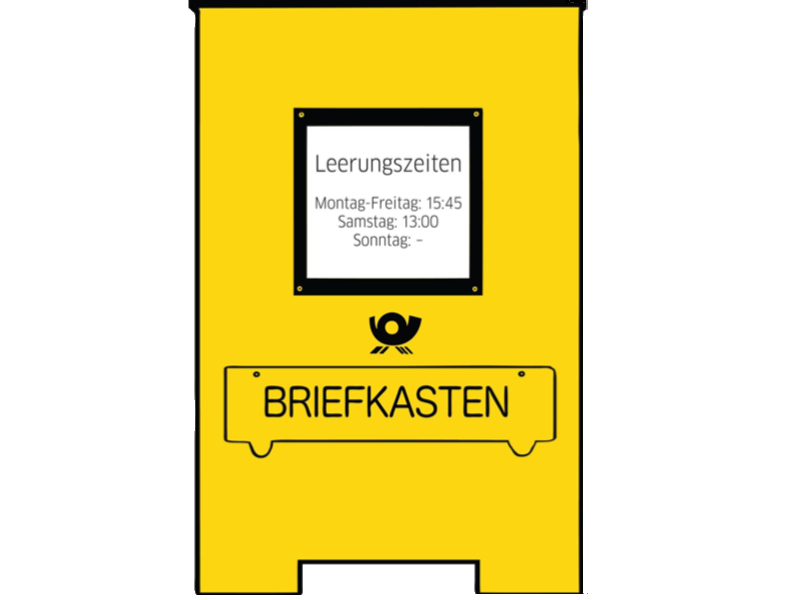 Leerungszeiten
Montag-Freitag: 15:45
Samstag: 13:00
Sonntag: –
BRIEFKASTEN